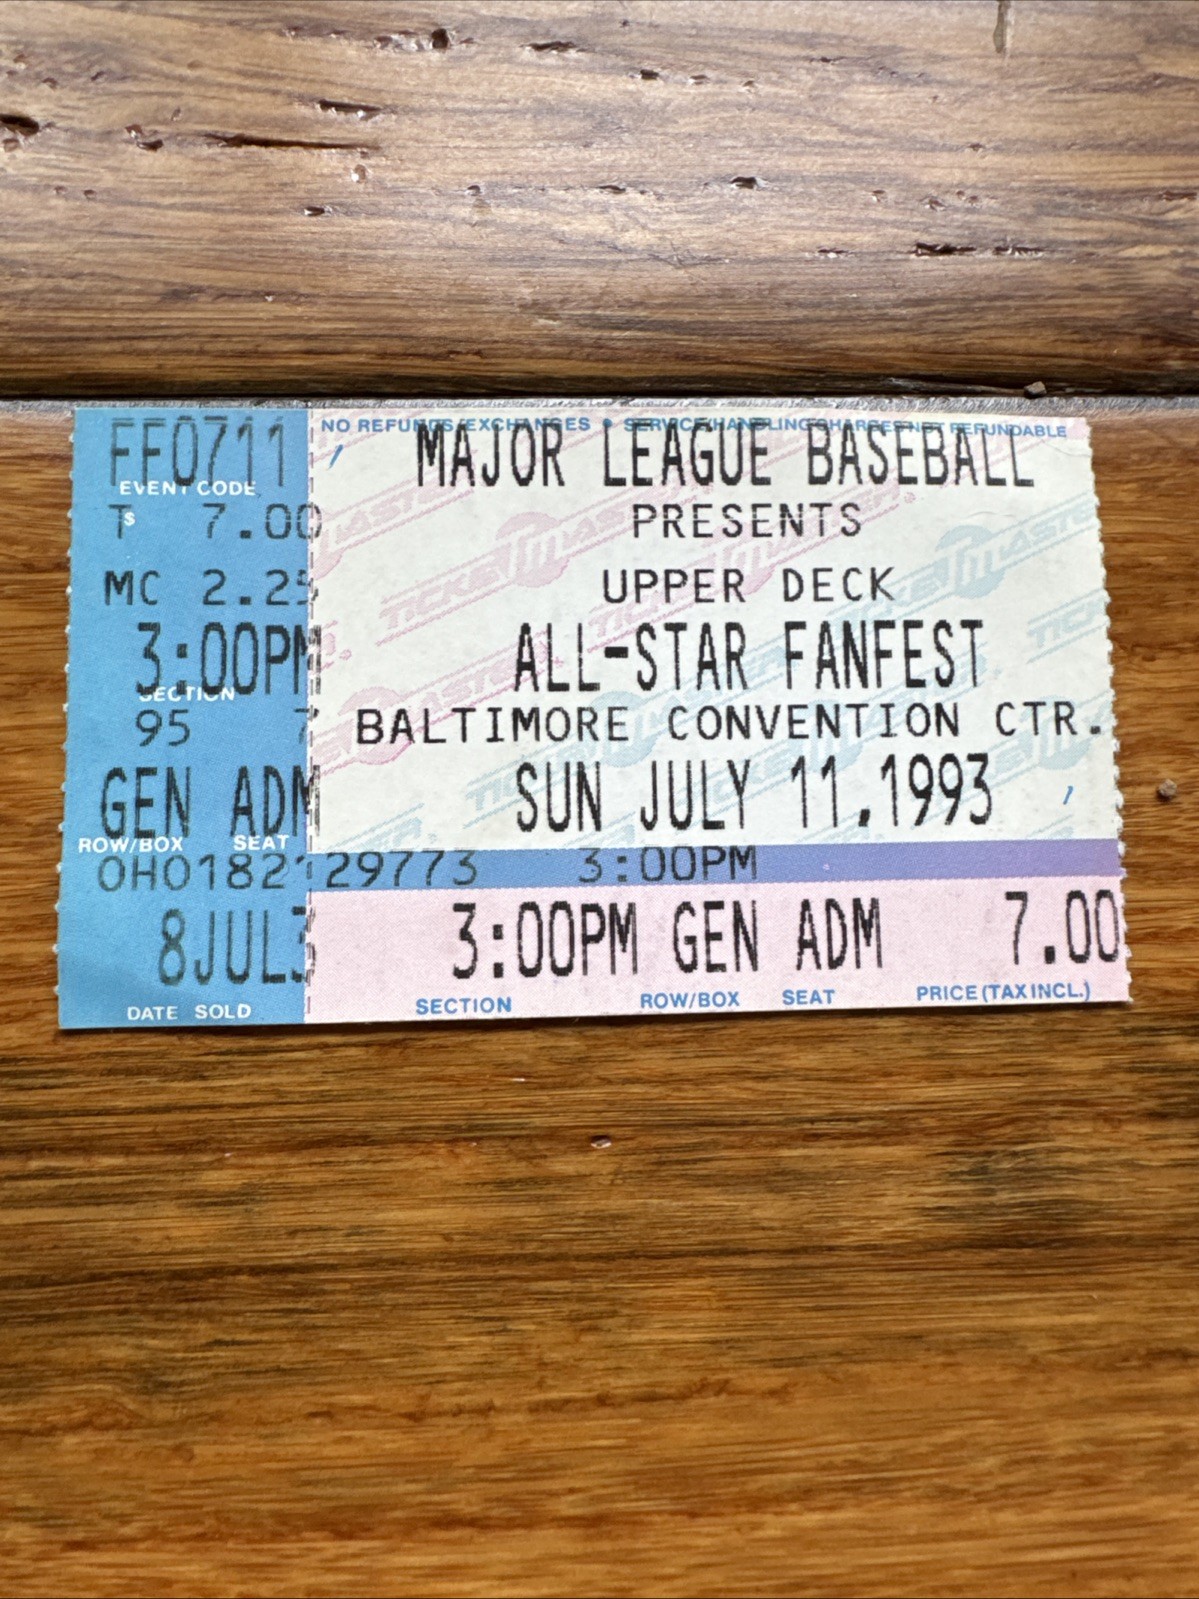 FF0711
EVENT CODE
$
T 7.00
MC 2.25
3:00PM
SECTION
95 7
GEN ADM
ROW/BOX SEAT
OH0182 29773 3:00PM
8JUL3
DATE SOLD
NO REFUNDS/EXCHANGES • SERVICE/HANDLING CHARGES NOT REFUNDABLE
MAJOR LEAGUE BASEBALL
PRESENTS
UPPER DECK
ALL-STAR FANFEST
BALTIMORE CONVENTION CTR.
SUN JULY 11,1993
3:00PM GEN ADM 7.00
SECTION ROW/BOX SEAT PRICE(TAX INCL.)
TICKETMASTER